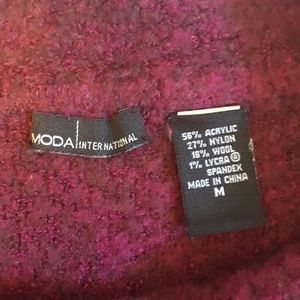 MODA INTERNATIONAL
56% ACRYLIC
27% NYLON
16% WOOL
1% LYCRA®
SPANDEX
MADE IN CHINA
M